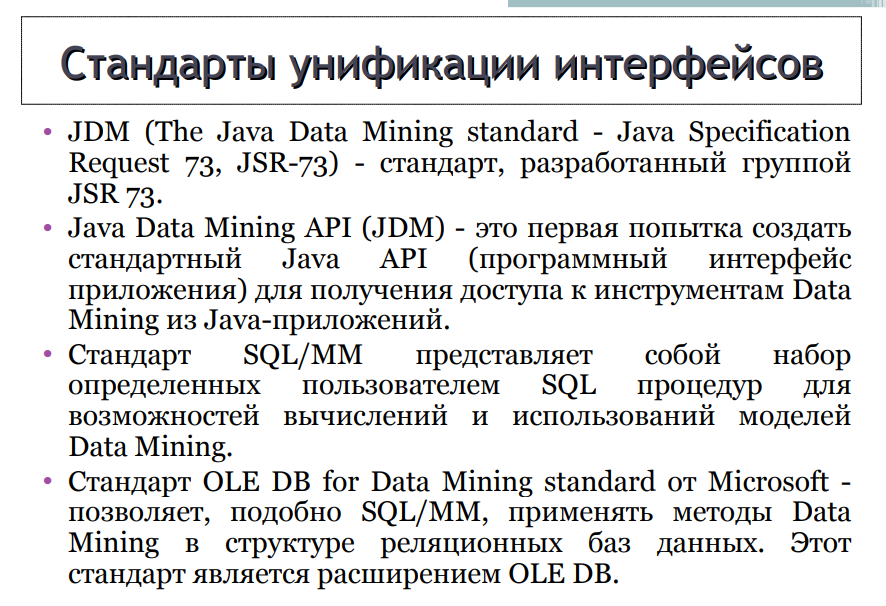 Стандарты унификации интерфейсов
• JDM (The Java Data Mining standard - Java Specification
Request 73, JSR-73) - стандарт, разработанный группой
JSR 73.
• Java Data Mining API (JDM) - это первая попытка создать
стандартный Java API (программный интерфейс
приложения) для получения доступа к инструментам Data
Mining из Java-приложений.
• Стандарт SQL/MM представляет собой набор
определенных пользователем SQL процедур для
возможностей вычислений и использований моделей
Data Mining.
• Стандарт OLE DB for Data Mining standard от Microsoft -
позволяет, подобно SQL/MM, применять методы Data
Mining в структуре реляционных баз данных. Этот
стандарт является расширением OLE DB.